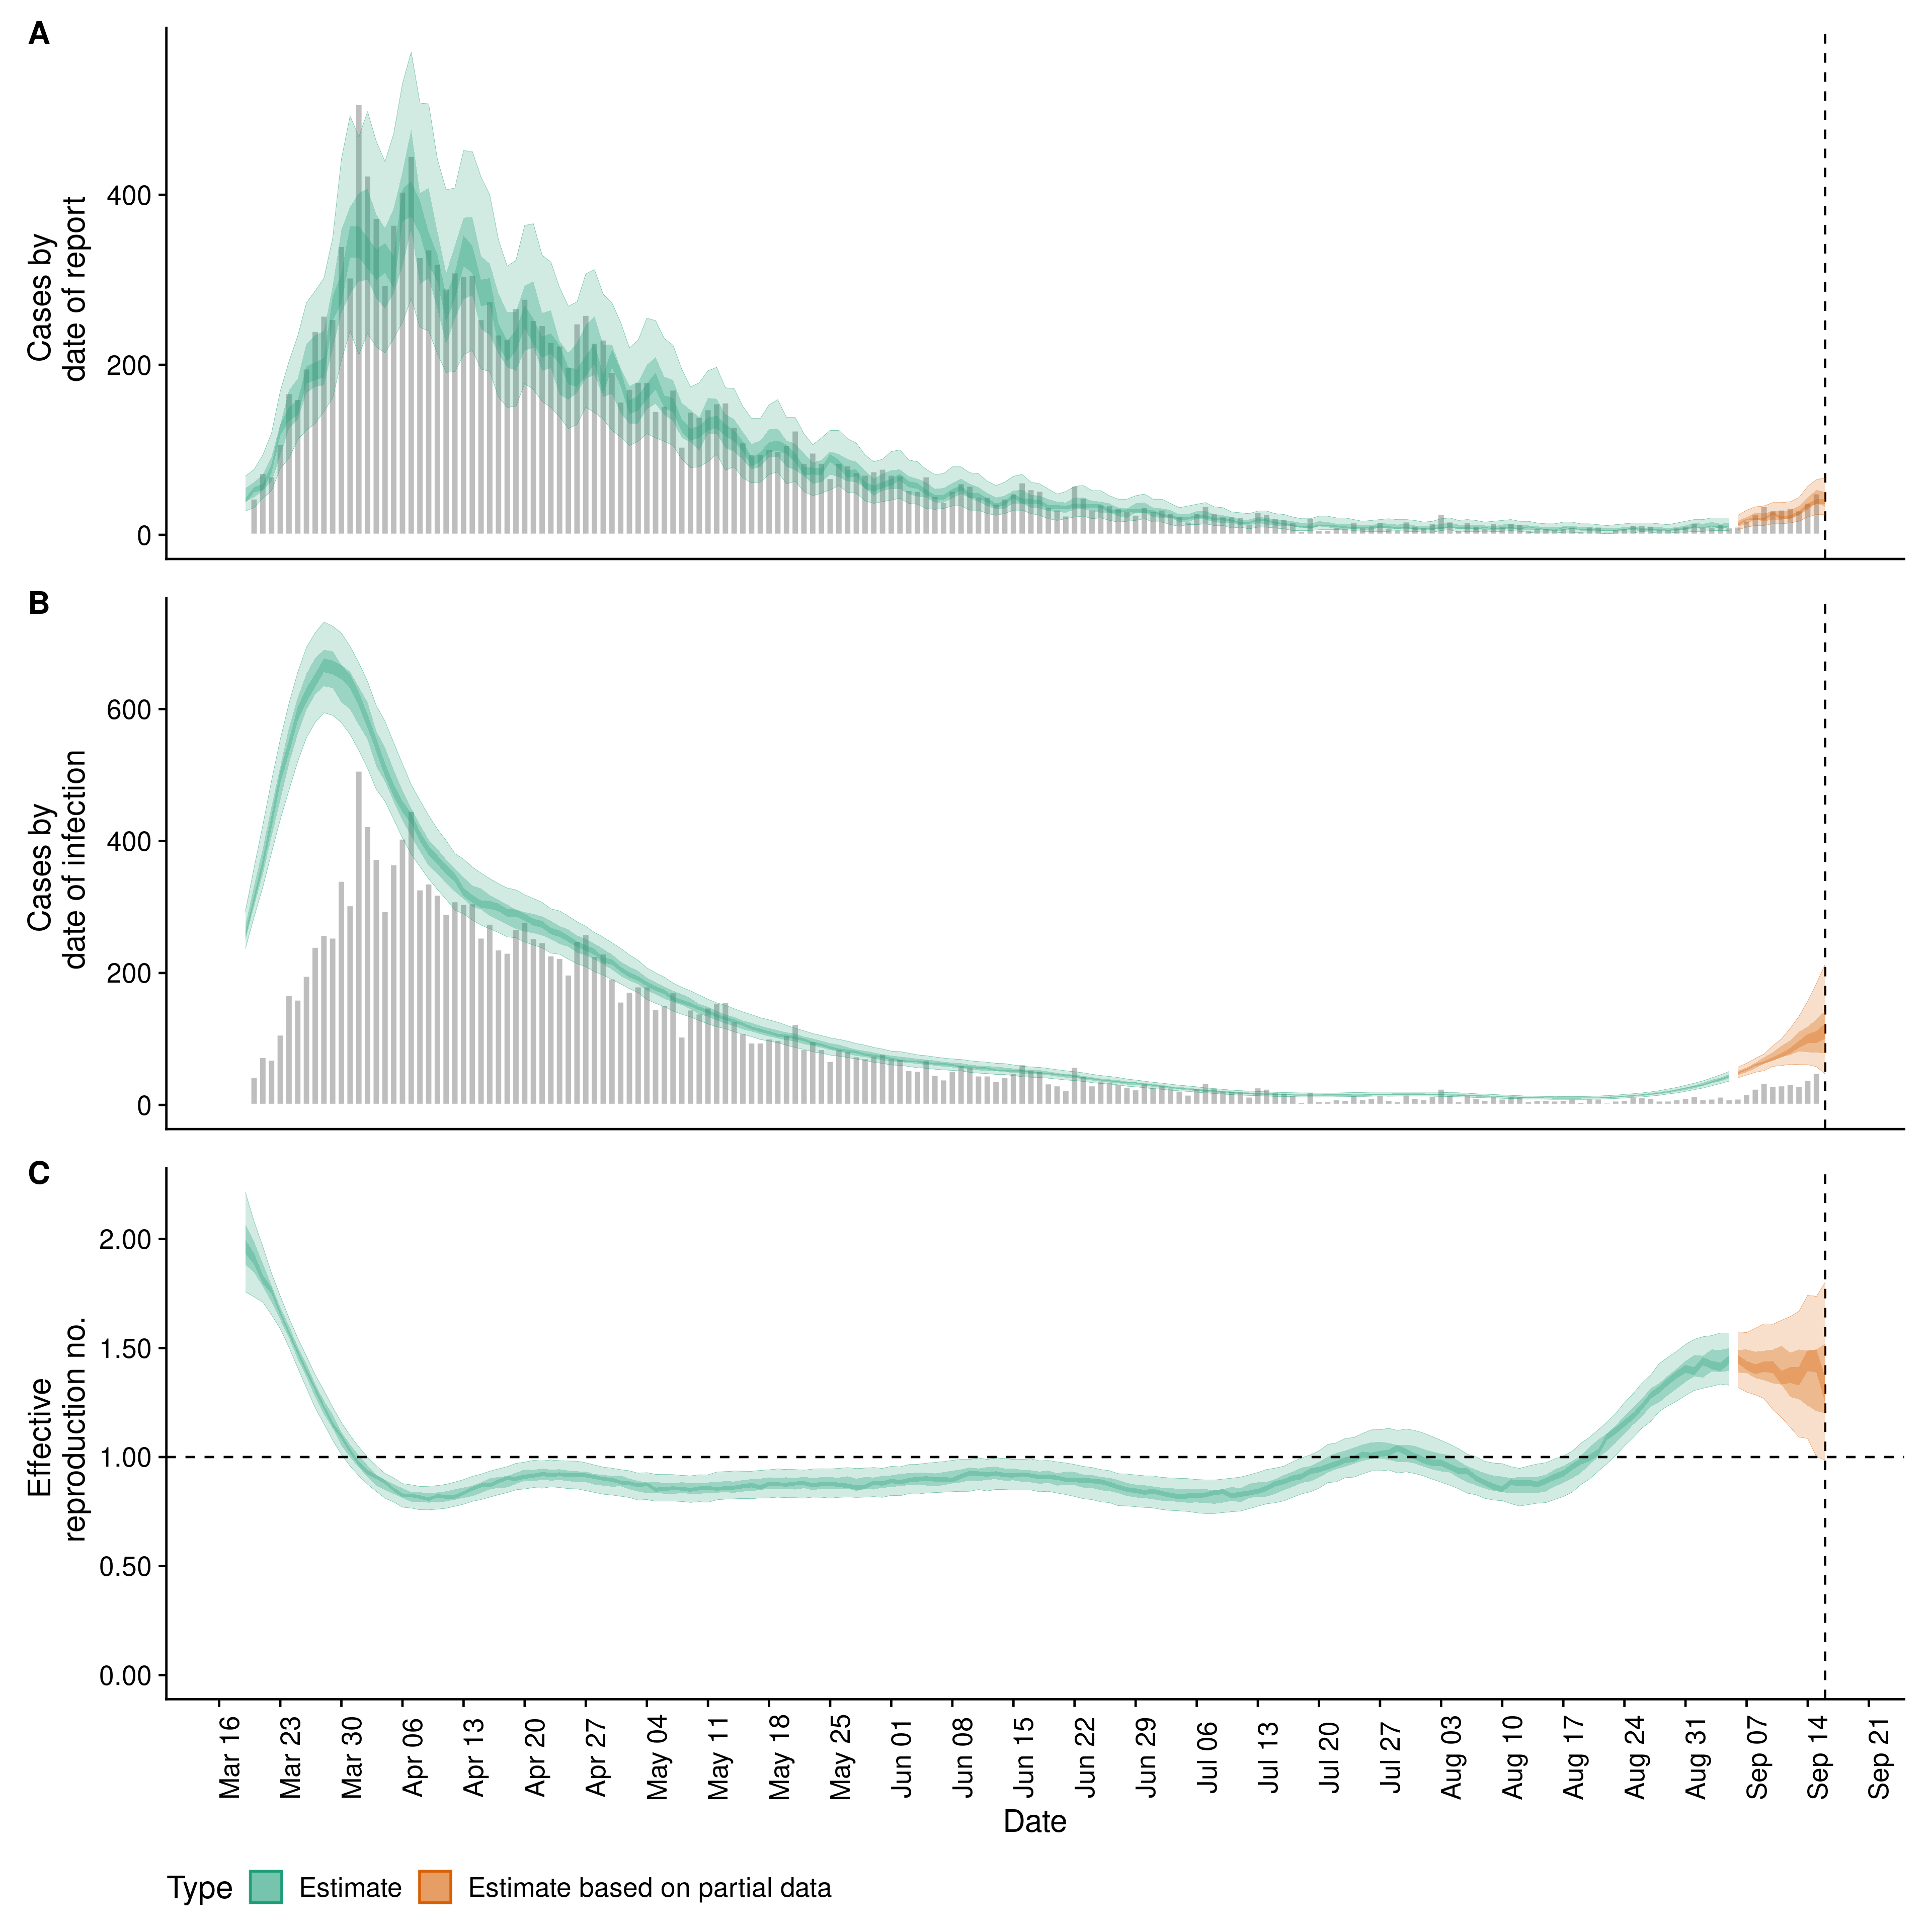 A
Cases by
date of report
400
200
0
B
Cases by
date of infection
600
400
200
0
C
Effective
reproduction no.
2.00
1.50
1.00
0.50
0.00
Mar 16
Mar 23
Mar 30
Apr 06
Apr 13
Apr 20
Apr 27
May 04
May 11
May 18
May 25
Jun 01
Jun 08
Jun 15
Jun 22
Jun 29
Jul 06
Jul 13
Jul 20
Jul 27
Aug 03
Aug 10
Aug 17
Aug 24
Aug 31
Sep 07
Sep 14
Sep 21
Date
Type Estimate Estimate based on partial data